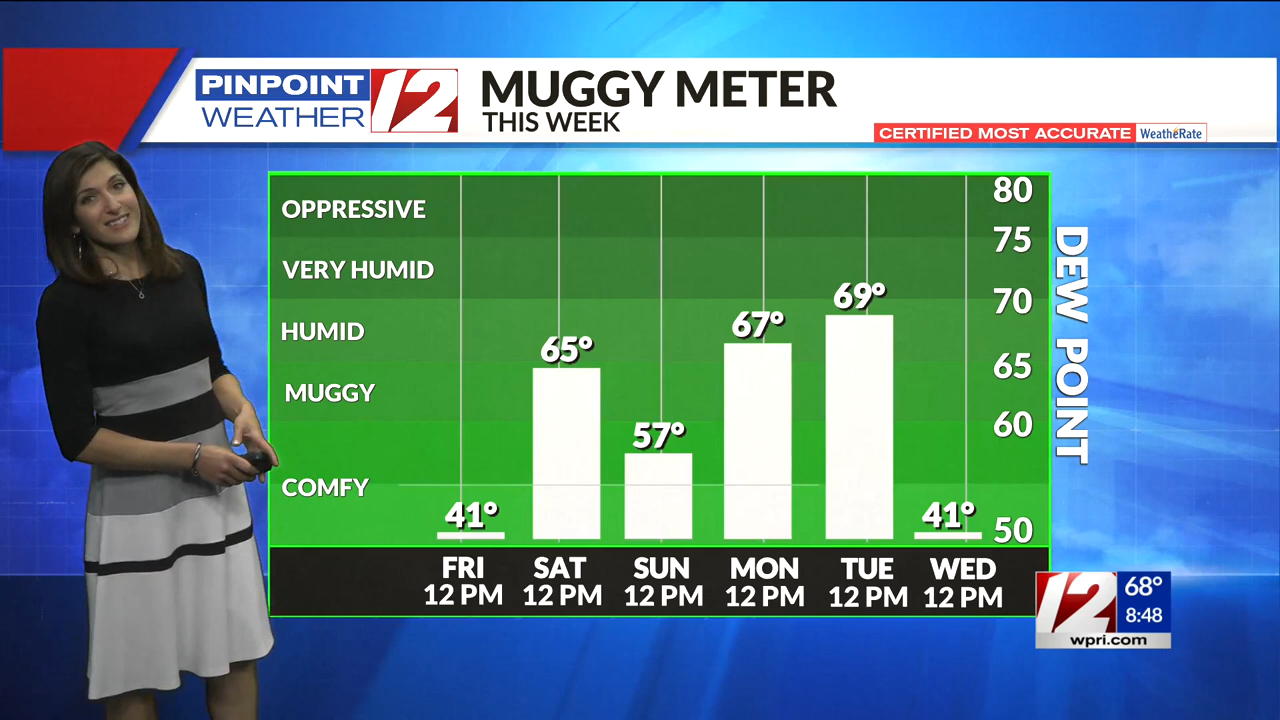 PINPOINT
WEATHER
12
MUGGY METER
THIS WEEK
CERTIFIED MOST ACCURATE WeatheRate
OPPRESSIVE
VERY HUMID
HUMID
MUGGY
COMFY
80
75
70
65
60
50
DEW POINT
41°
65°
57°
67°
69°
41°
FRI
12 PM
SAT
12 PM
SUN
12 PM
MON
12 PM
TUE
12 PM
WED
12 PM
12
68°
8:48
wpri.com